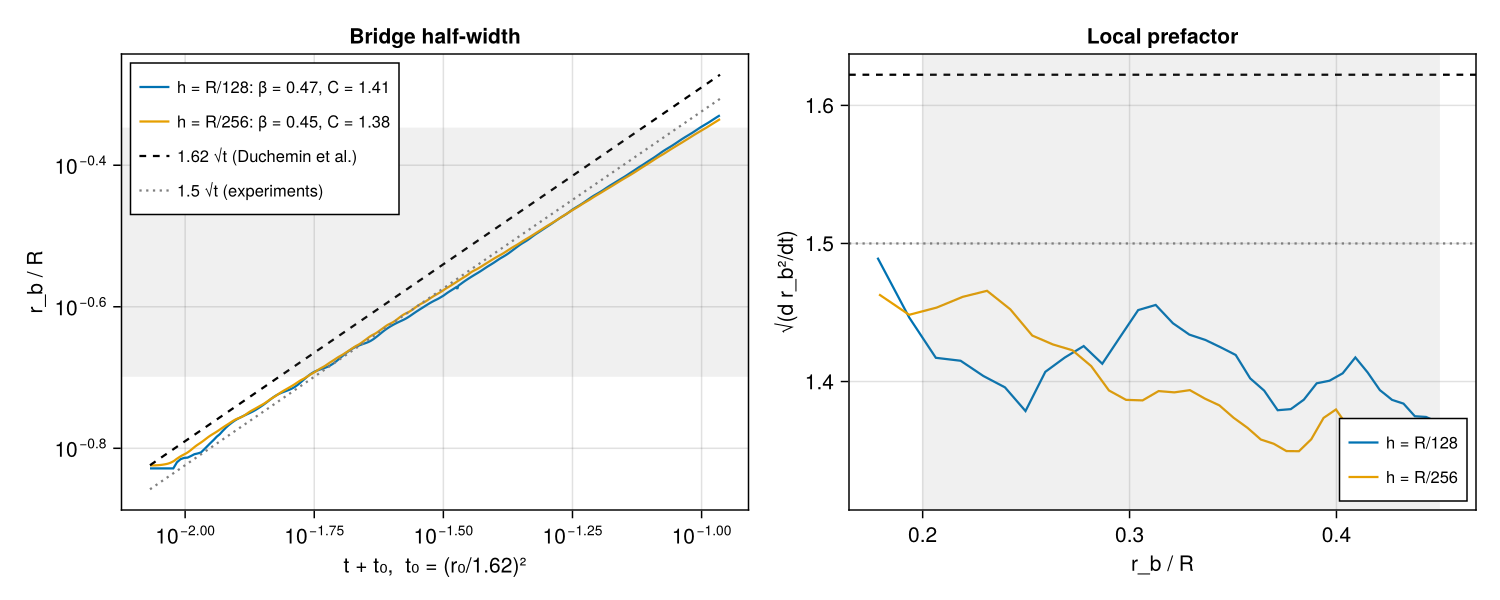 Bridge half-width
h = R/128: β = 0.47, C = 1.41
h = R/256: β = 0.45, C = 1.38
1.62 √t (Duchemin et al.)
1.5 √t (experiments)
r_b / R
10⁻⁰·⁴
10⁻⁰·⁶
10⁻⁰·⁸
10⁻²·⁰⁰
10⁻¹·⁷⁵
10⁻¹·⁵⁰
10⁻¹·²⁵
10⁻¹·⁰⁰
t + t₀, t₀ = (r₀/1.62)²
Local prefactor
√(d r_b²/dt)
1.6
1.5
1.4
h = R/128
h = R/256
0.2
0.3
0.4
r_b / R